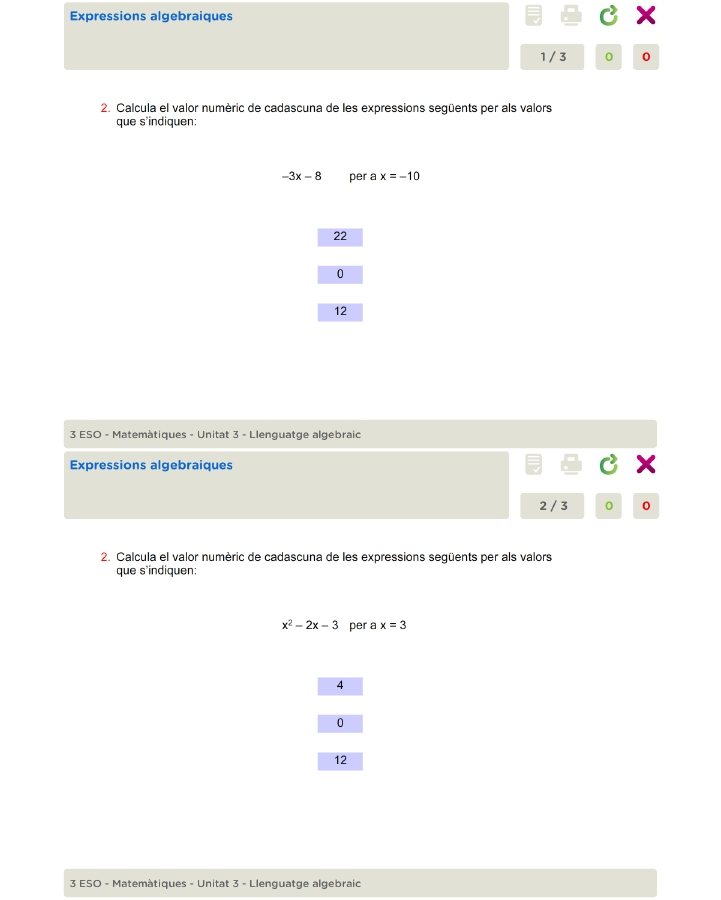 Expressions algebraiques
1 / 3 0 0
2. Calcula el valor numèric de cadascuna de les expressions següents per als valors
que s'indiquen:
–3x – 8 per a x = –10
22
0
12
3 ESO - Matemàtiques - Unitat 3 - Llenguatge algebraic
Expressions algebraiques
2 / 3 0 0
2. Calcula el valor numèric de cadascuna de les expressions següents per als valors
que s'indiquen:
x² – 2x – 3 per a x = 3
4
0
12
3 ESO - Matemàtiques - Unitat 3 - Llenguatge algebraic